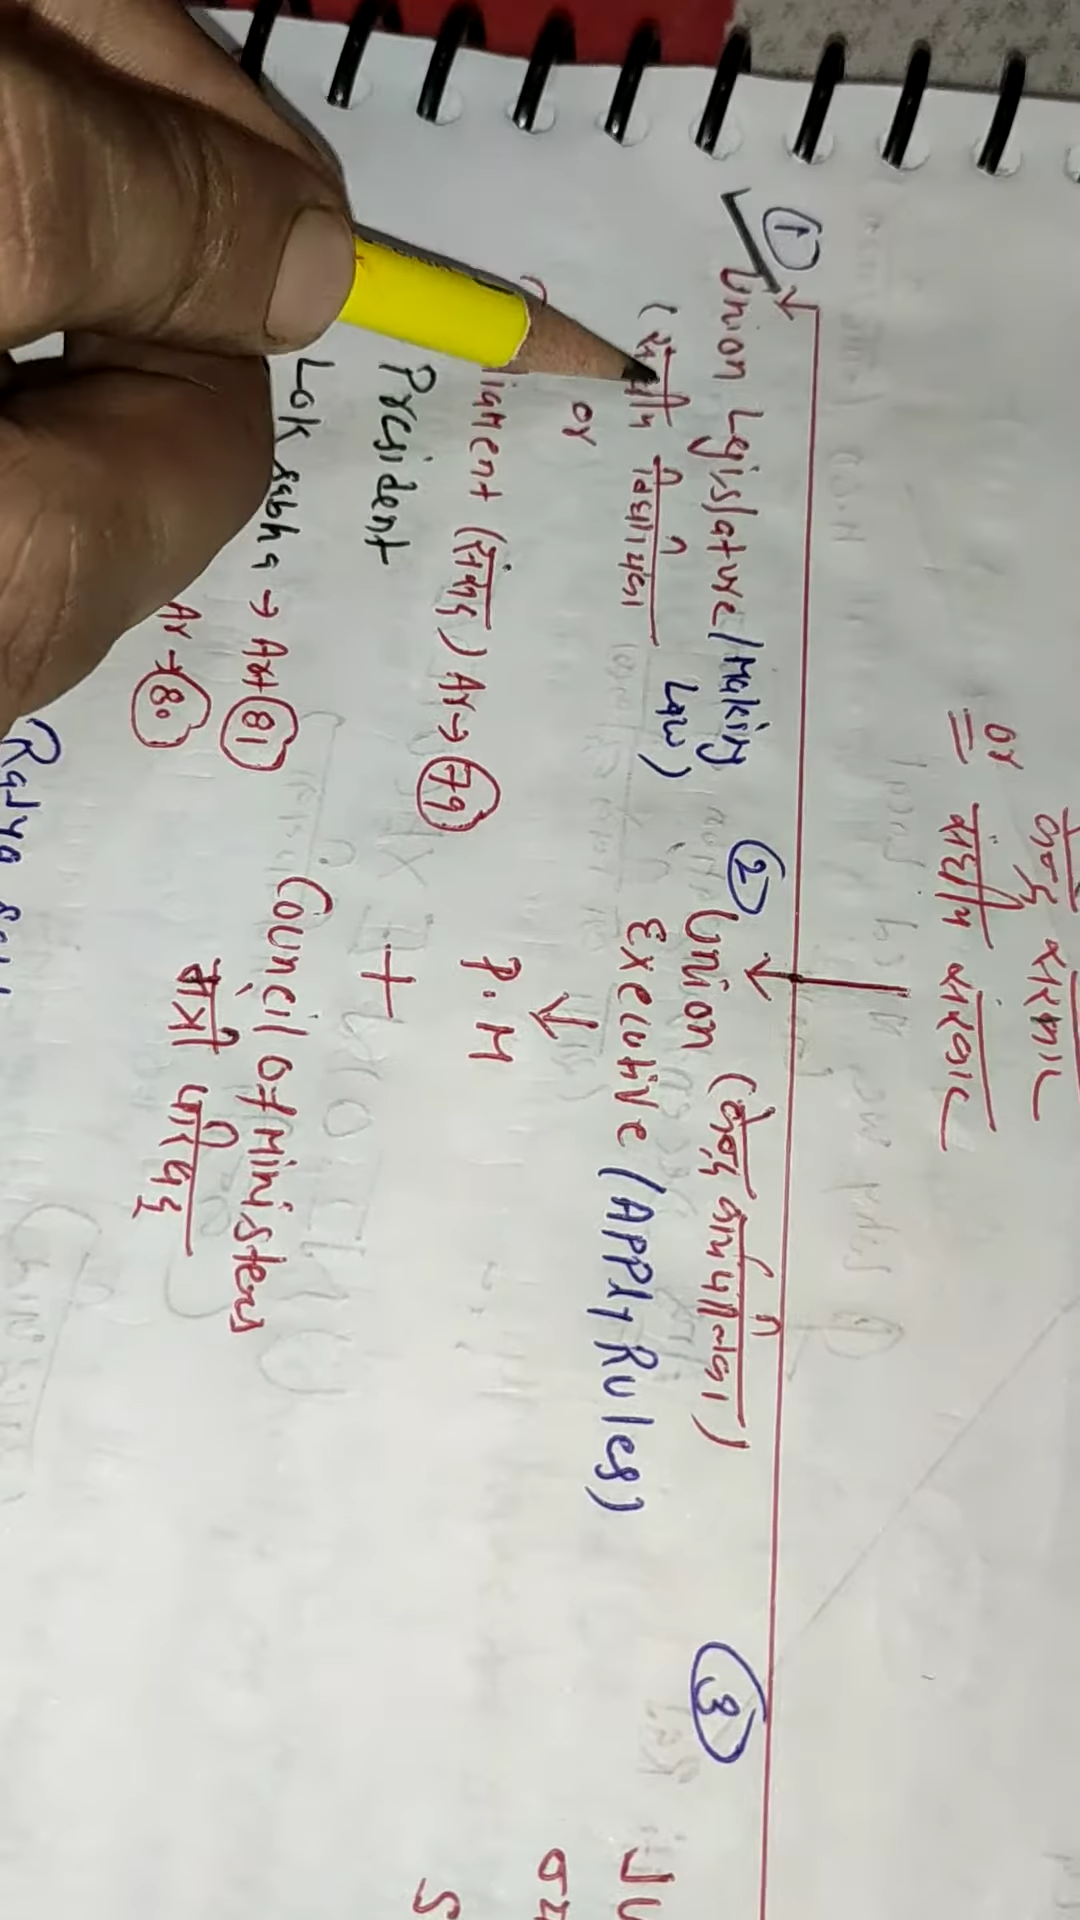 केन्द्र सरकार
or
संघीय सरकार
①
Union Legislature/Making
Law)
(संघीय विधायिका
or
liament (संसद) Ar→79
President
Lok sabha → Art 81
Ar→80
Rajya
②
(केन्द्र कार्यपालिका)
Union
Executive (APPly Rules)
P.M
+
Council of Ministers
मंत्री परिषद
③